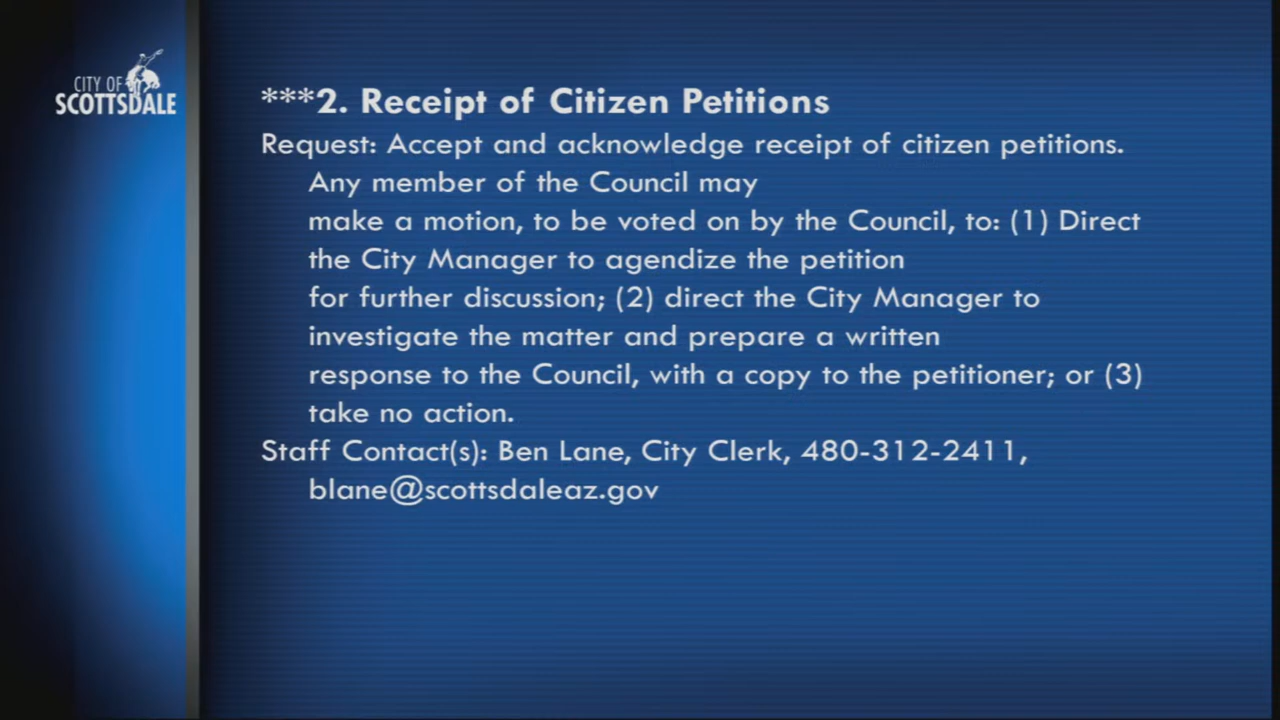 CITY OF
SCOTTSDALE
***2. Receipt of Citizen Petitions
Request: Accept and acknowledge receipt of citizen petitions.
Any member of the Council may
make a motion, to be voted on by the Council, to: (1) Direct
the City Manager to agendize the petition
for further discussion; (2) direct the City Manager to
investigate the matter and prepare a written
response to the Council, with a copy to the petitioner; or (3)
take no action.
Staff Contact(s): Ben Lane, City Clerk, 480-312-2411,
blane@scottsdaleaz.gov